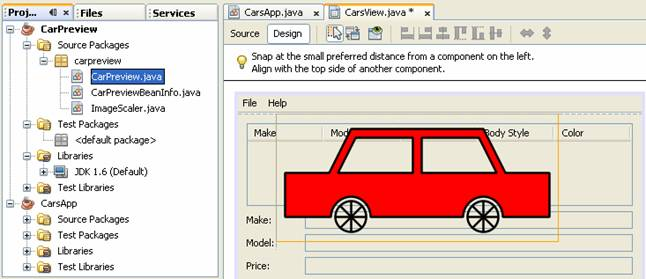 Proj...
Files
Services
CarPreview
Source Packages
carpreview
CarPreview.java
CarPreviewBeanInfo.java
ImageScaler.java
Test Packages
<default package>
Libraries
JDK 1.6 (Default)
Test Libraries
CarsApp
Source Packages
Test Packages
Libraries
Test Libraries
CarsApp.java
CarsView.java *
Source
Design
Snap at the small preferred distance from a component on the left.
Align with the top side of another component.
File
Help
Make
Body Style
Color
Make:
Model:
Price: